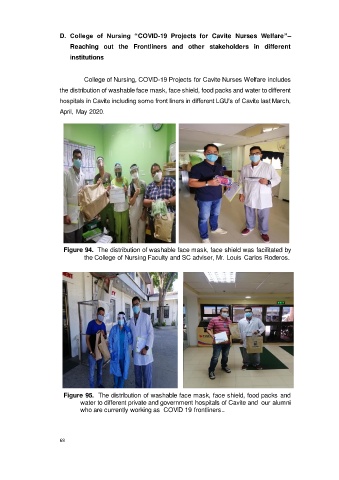 D. College of Nursing “COVID-19 Projects for Cavite Nurses Welfare”–
Reaching out the Frontliners and other stakeholders in different
institutions
College of Nursing, COVID-19 Projects for Cavite Nurses Welfare includes
the distribution of washable face mask, face shield, food packs and water to different
hospitals in Cavite including some front liners in different LGU's of Cavite last March,
April, May 2020.
Figure 94. The distribution of washable face mask, face shield was facilitated by
the College of Nursing Faculty and SC adviser, Mr. Louis Carlos Roderos.
Figure 95. The distribution of washable face mask, face shield, food packs and
water to different private and government hospitals of Cavite and our alumni
who are currently working as COVID 19 frontliners..